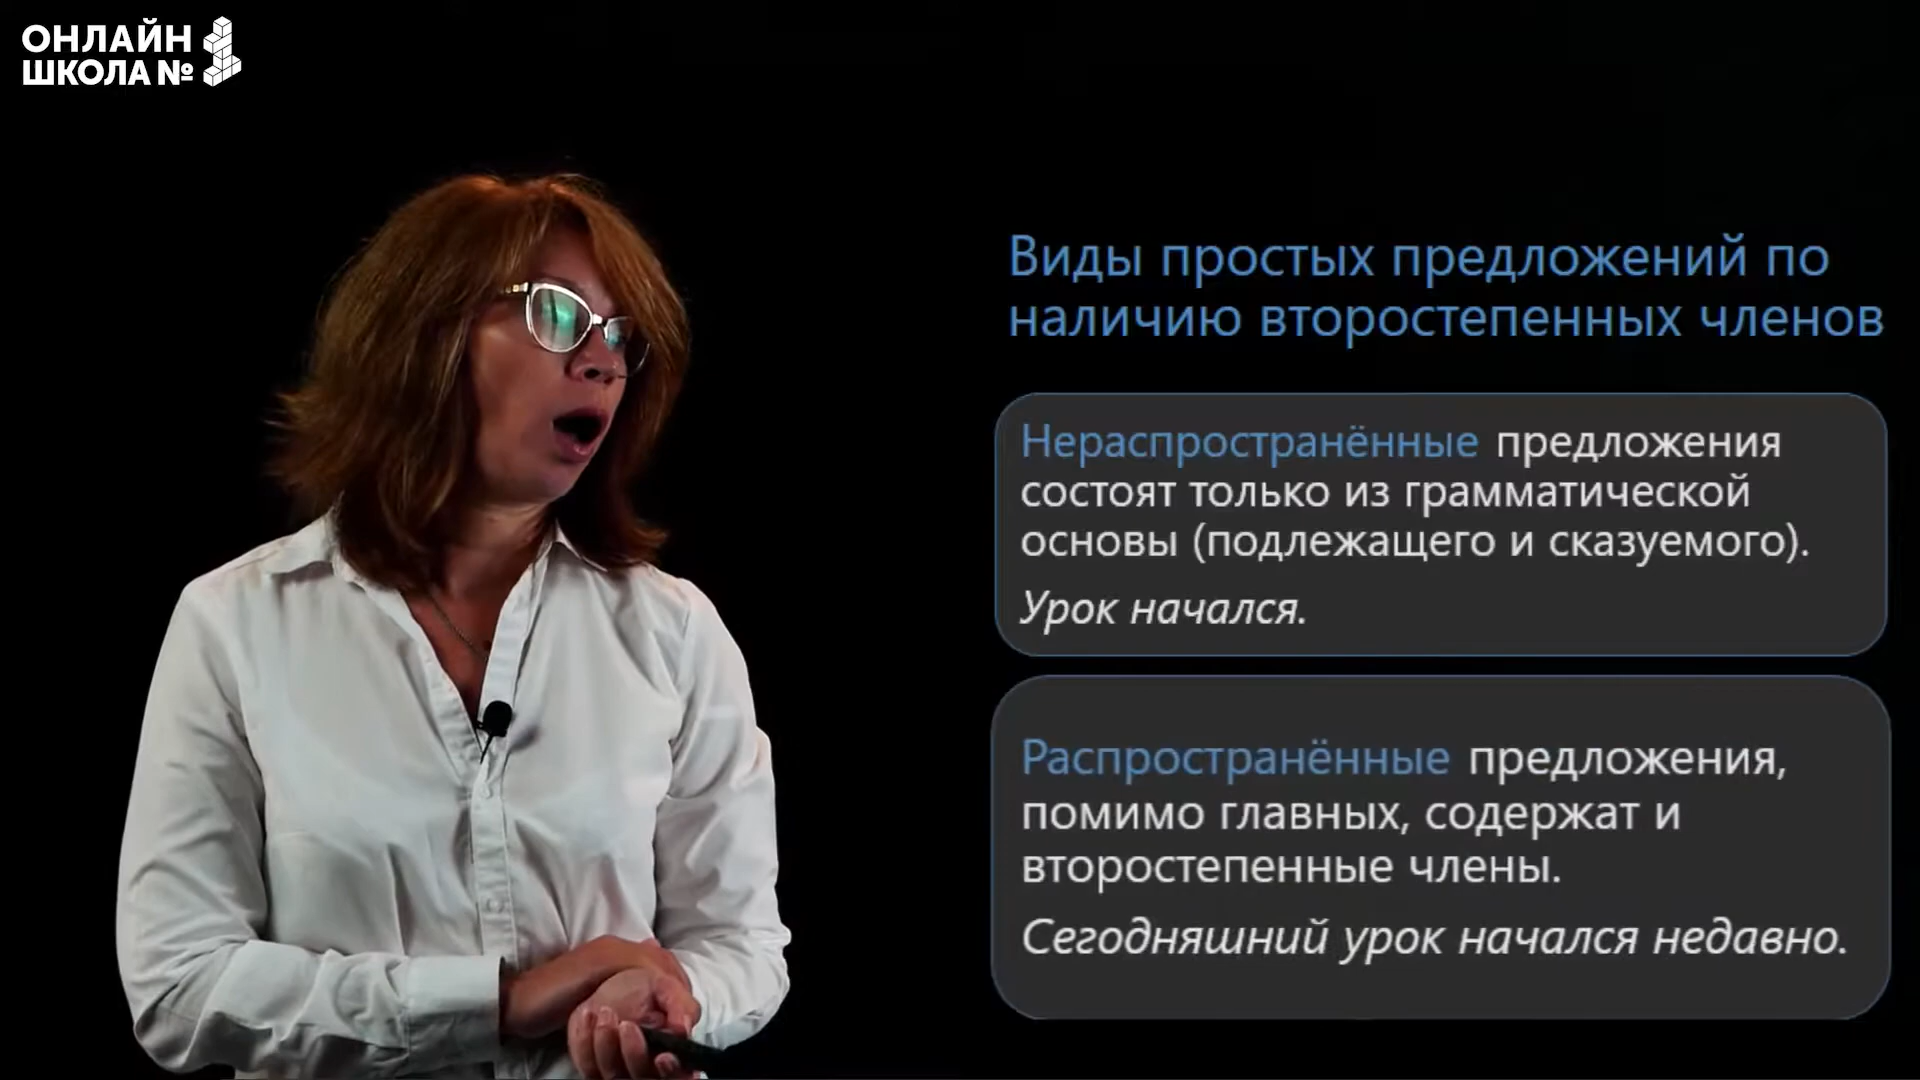 ОНЛАЙН
ШКОЛА №
Виды простых предложений по
наличию второстепенных членов
Нераспространённые предложения
состоят только из грамматической
основы (подлежащего и сказуемого).
Урок начался.
Распространённые предложения,
помимо главных, содержат и
второстепенные члены.
Сегодняшний урок начался недавно.